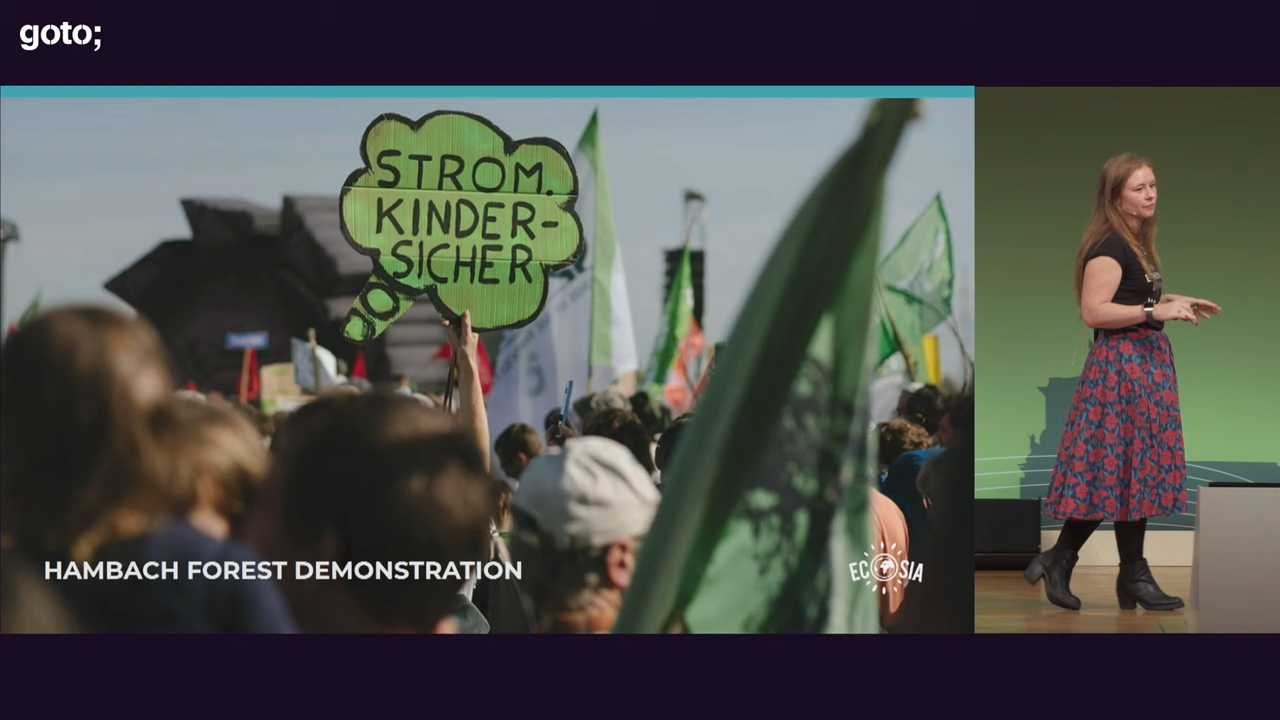 goto;
STROM.
KINDER-
SICHER
HAMBACH FOREST DEMONSTRATION
ECOSIA